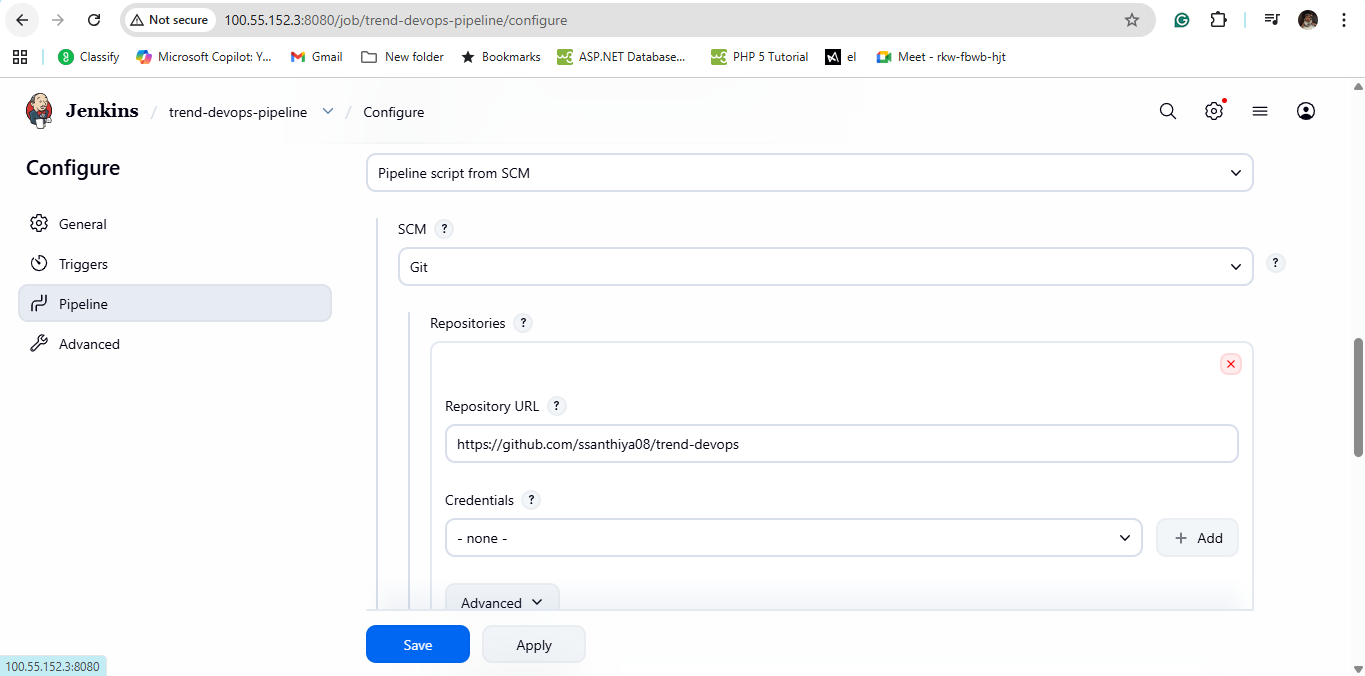 Not secure 100.55.152.3:8080/job/trend-devops-pipeline/configure
Classify Microsoft Copilot: Y... Gmail New folder Bookmarks ASP.NET Database... PHP 5 Tutorial el Meet - rkw-fbwb-hjt
Jenkins / trend-devops-pipeline / Configure
Configure
General
Triggers
Pipeline
Advanced
Pipeline script from SCM
SCM ?
Git
?
Repositories ?
Repository URL ?
https://github.com/ssanthiya08/trend-devops
Credentials ?
- none -
+ Add
Advanced
Save Apply
100.55.152.3:8080